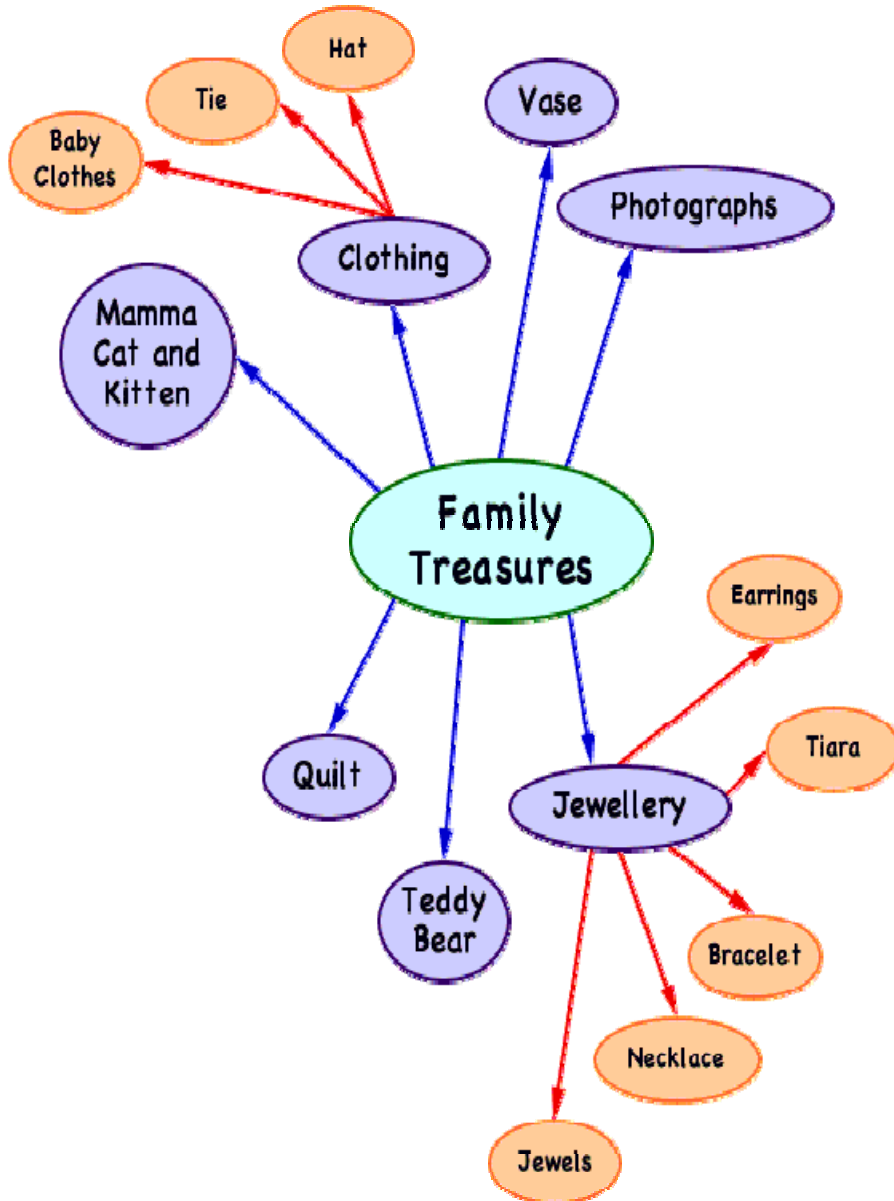 Hat
Tie
Vase
Baby
Clothes
Photographs
Clothing
Mamma
Cat and
Kitten
Family
Treasures
Earrings
Tiara
Quilt
Jewellery
Teddy
Bear
Bracelet
Necklace
Jewels